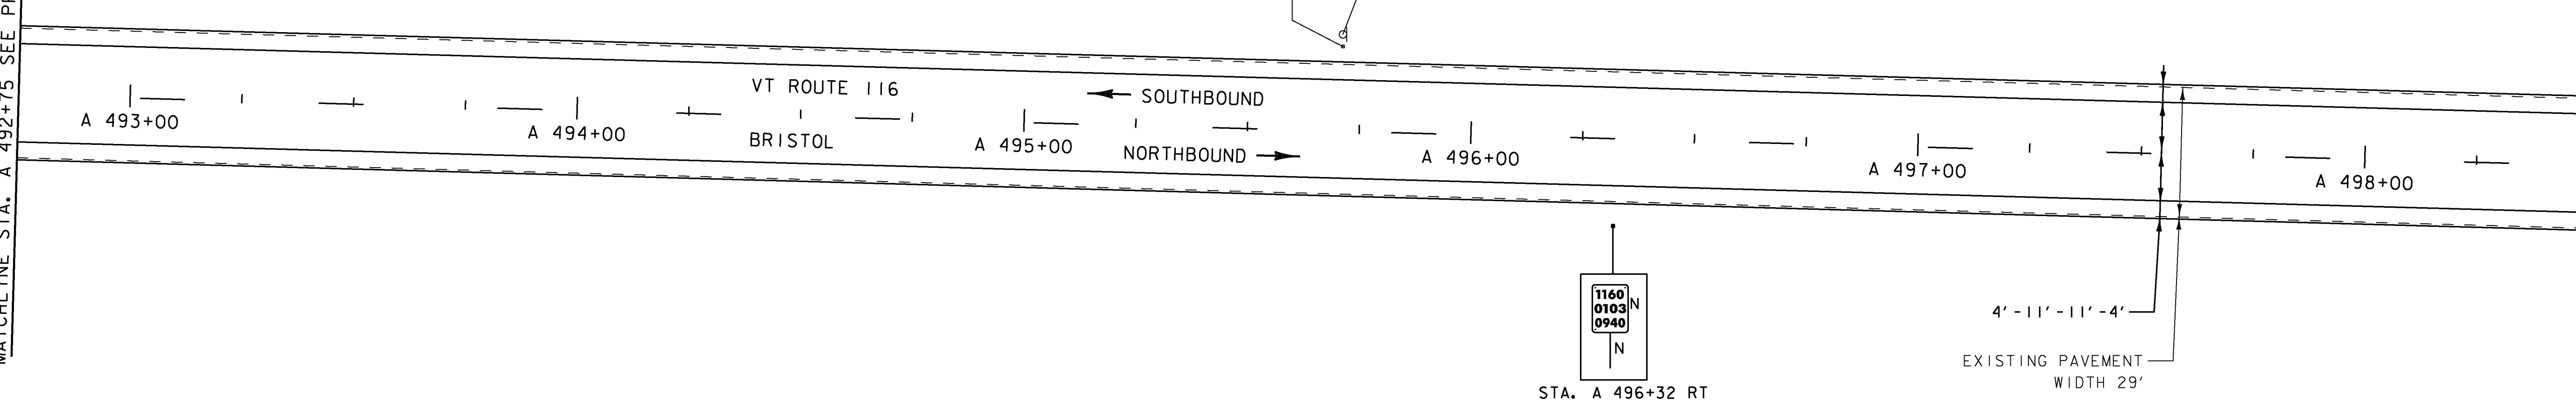 MATCHLINE STA. A 492+75 SEE
VT ROUTE 116
SOUTHBOUND
A 493+00
A 494+00
BRISTOL
A 495+00
NORTHBOUND
A 496+00
A 497+00
A 498+00
1160
0103
0940
N
N
STA. A 496+32 RT
4'-11'-11'-4'
EXISTING PAVEMENT
WIDTH 29'